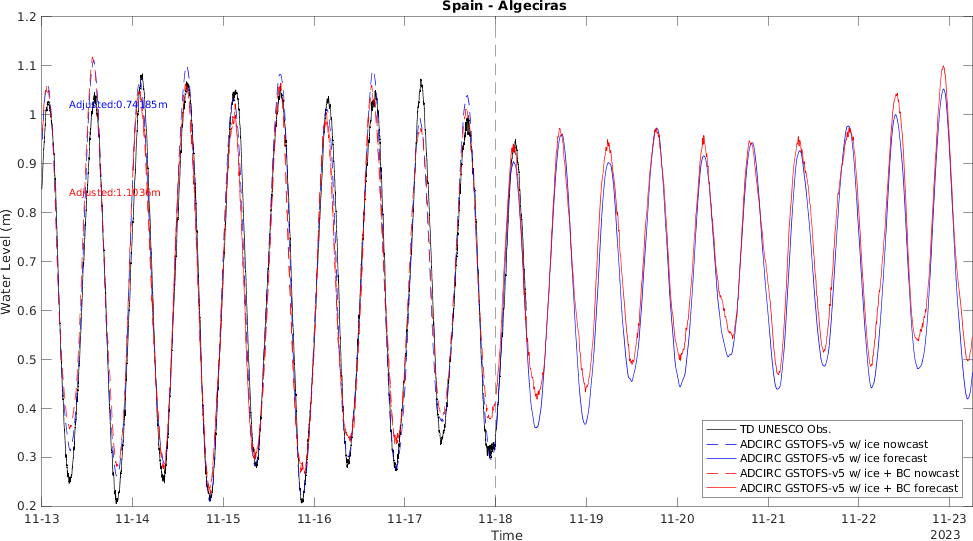 Spain - Algeciras
1.2
1.1
1
0.9
0.8
0.7
0.6
0.5
0.4
0.3
0.2
Water Level (m)
Adjusted:0.74185m
Adjusted:1.1036m
TD UNESCO Obs.
ADCIRC GSTOFS-v5 w/ ice nowcast
ADCIRC GSTOFS-v5 w/ ice forecast
ADCIRC GSTOFS-v5 w/ ice + BC nowcast
ADCIRC GSTOFS-v5 w/ ice + BC forecast
11-13 11-14 11-15 11-16 11-17 11-18 11-19 11-20 11-21 11-22 11-23
Time 2023